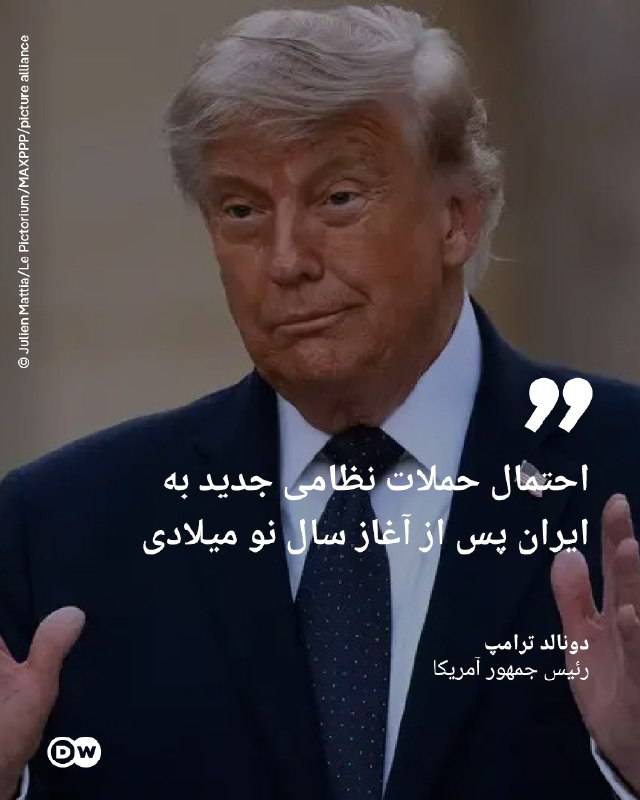 © Julien Mattia/Le Pictorium/MAXPPP/picture alliance
احتمال حملات نظامی جدید به
ایران پس از آغاز سال نو میلادی
دونالد ترامپ
رئیس جمهور آمریکا
DW